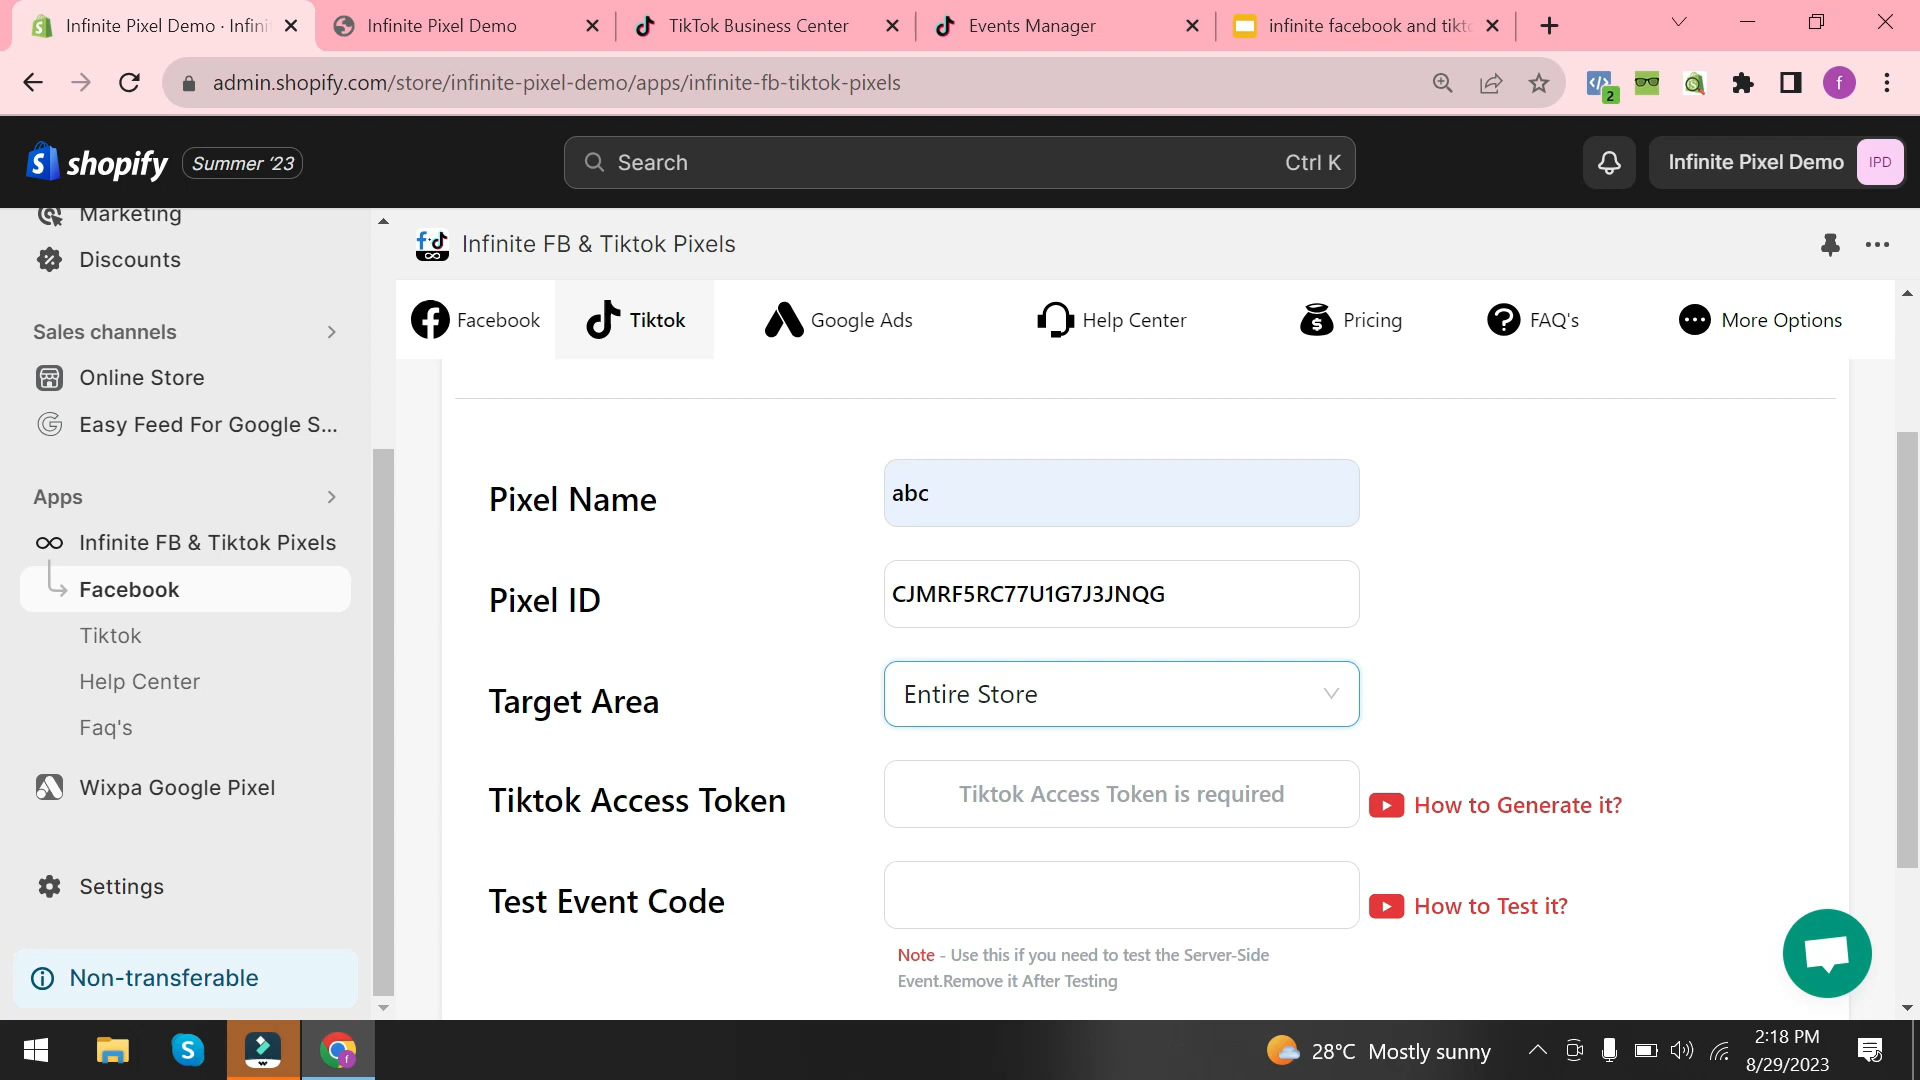 Infinite Pixel Demo · Infini
Infinite Pixel Demo
TikTok Business Center
Events Manager
infinite facebook and tikto
admin.shopify.com/store/infinite-pixel-demo/apps/infinite-fb-tiktok-pixels
2
f
shopify
Summer '23
Search
Ctrl K
Infinite Pixel Demo
IPD
Marketing
Discounts
Sales channels
Online Store
Easy Feed For Google S...
Apps
Infinite FB & Tiktok Pixels
Facebook
Tiktok
Help Center
Faq's
Wixpa Google Pixel
Settings
Non-transferable
Infinite FB & Tiktok Pixels
Facebook
Tiktok
Google Ads
Help Center
Pricing
FAQ's
More Options
Pixel Name
abc
Pixel ID
CJMRF5RC77U1G7J3JNQG
Target Area
Entire Store
Tiktok Access Token
Tiktok Access Token is required
How to Generate it?
Test Event Code
How to Test it?
Note - Use this if you need to test the Server-Side
Event.Remove it After Testing
28°C Mostly sunny
2:18 PM
8/29/2023